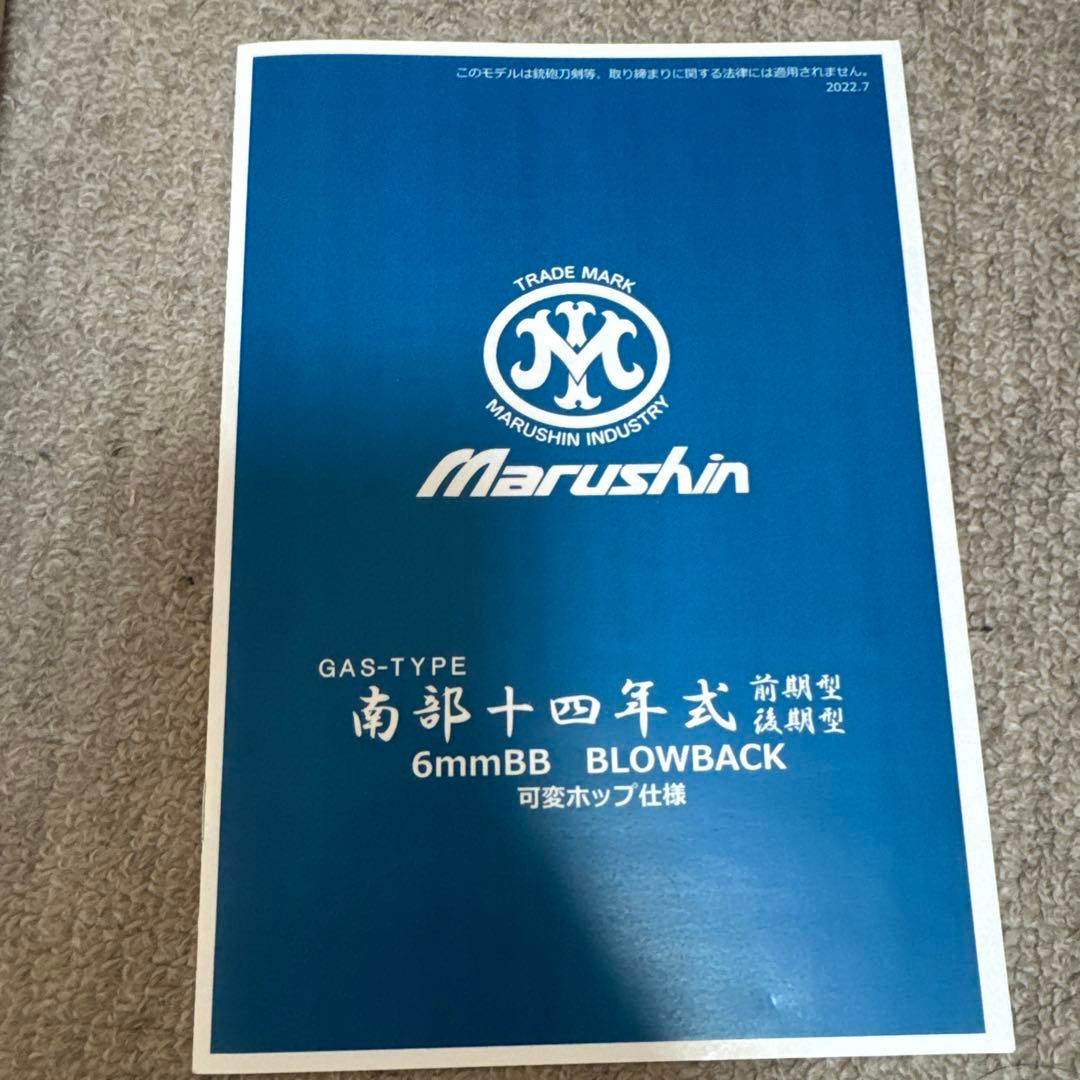 このモデルは銃砲刀剣等、取り締まりに関する法律には適用されません。
2022.7
TRADE MARK
M
MARUSHIN INDUSTRY
Marushin
GAS-TYPE
南部十四年式 前期型
後期型
6mmBB BLOWBACK
可変ホップ仕様